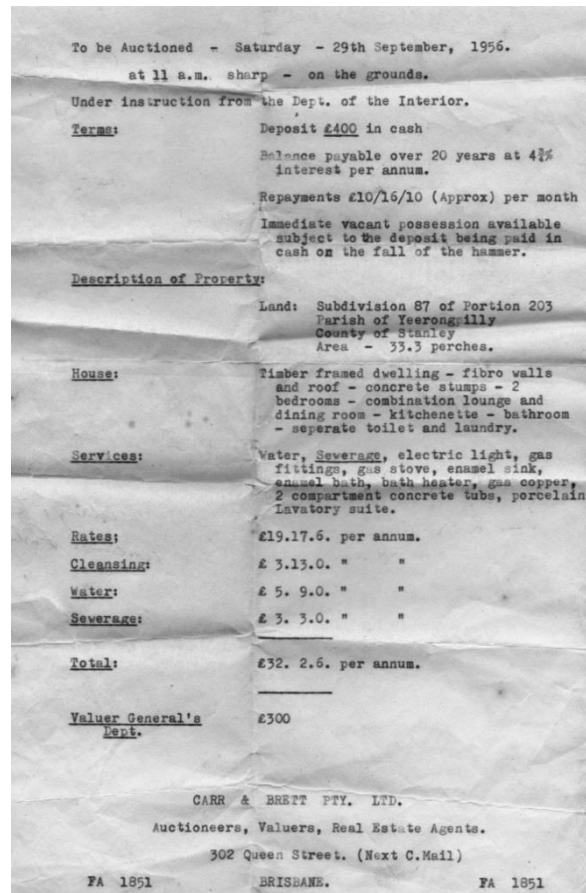 To be Auctioned - Saturday - 29th September, 1956.
at 11 a.m. sharp - on the grounds.
Under instruction from the Dept. of the Interior.
Terms: Deposit £400 in cash
Balance payable over 20 years at 4¾%
interest per annum.
Repayments £10/16/10 (Approx) per month
Immediate vacant possession available
subject to the deposit being paid in
cash on the fall of the hammer.
Description of Property:
Land: Subdivision 87 of Portion 203
Parish of Yeerongpilly
County of Stanley
Area - 33.3 perches.
House: Timber framed dwelling - fibro walls
and roof - concrete stumps - 2
bedrooms - combination lounge and
dining room - kitchenette - bathroom
- seperate toilet and laundry.
Services: Water, Sewerage, electric light, gas
fittings, gas stove, enamel sink,
enamel bath, bath heater, gas copper,
2 compartment concrete tubs, porcelain
Lavatory suite.
Rates: £19.17.6. per annum.
Cleansing: £ 3.13.0. " "
Water: £ 5. 9.0. " "
Sewerage: £ 3. 3.0. " "
Total: £32. 2.6. per annum.
Valuer General's £300
Dept.
CARR & BRETT PTY. LTD.
Auctioneers, Valuers, Real Estate Agents.
302 Queen Street. (Next C.Mail)
FA 1851 BRISBANE. FA 1851